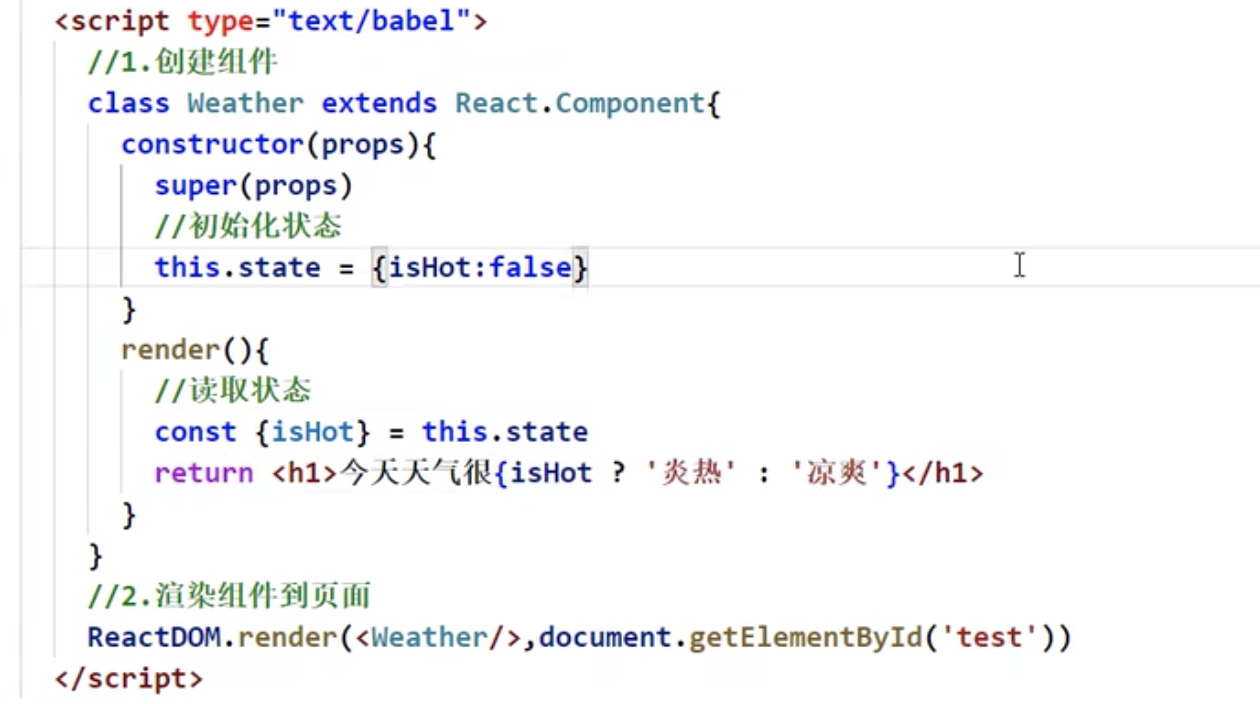 <script type="text/babel">
//1.创建组件
class Weather extends React.Component{
constructor(props){
super(props)
//初始化状态
this.state = {isHot:false}
}
render(){
//读取状态
const {isHot} = this.state
return <h1>今天天气很{isHot ? '炎热' : '凉爽'}</h1>
}
}
//2.渲染组件到页面
ReactDOM.render(<Weather/>,document.getElementById('test'))
</script>